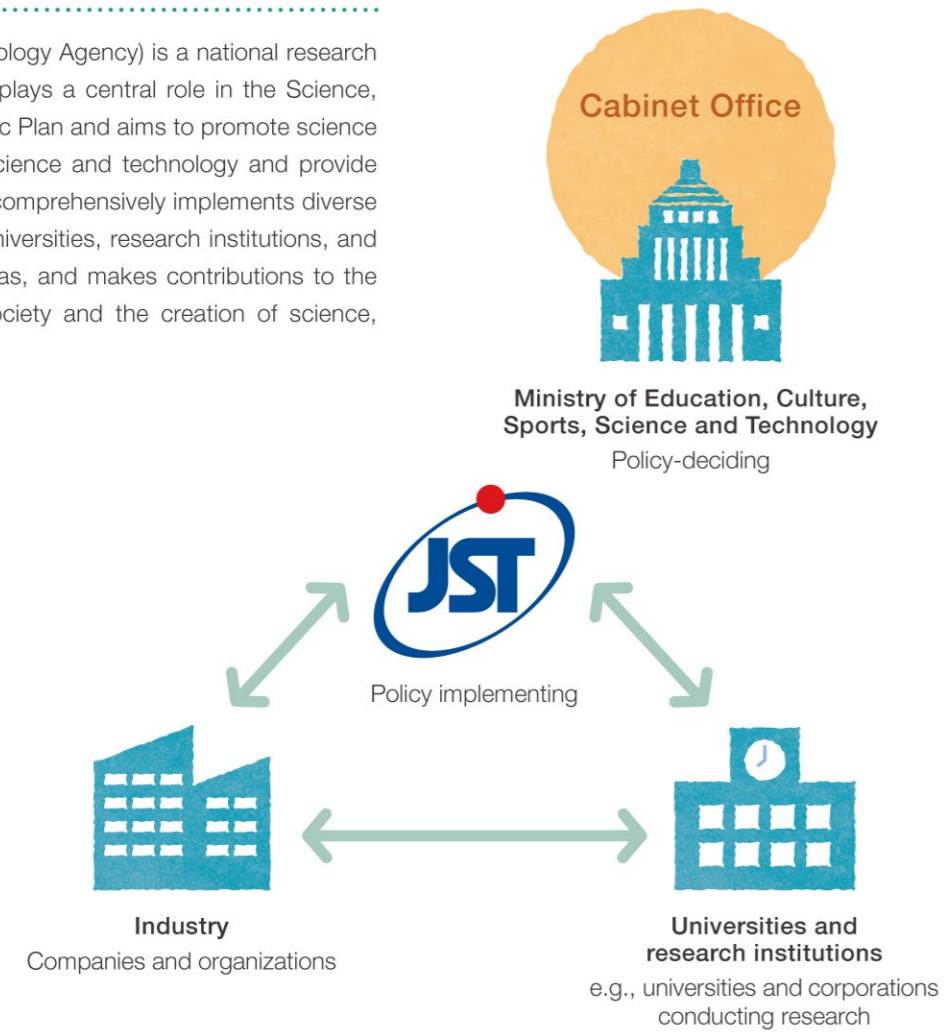 ology Agency) is a national research
plays a central role in the Science,
ic Plan and aims to promote science
cience and technology and provide
comprehensively implements diverse
niversities, research institutions, and
as, and makes contributions to the
ociety and the creation of science,
Cabinet Office
Ministry of Education, Culture,
Sports, Science and Technology
Policy-deciding
JST
Policy implementing
Industry
Companies and organizations
Universities and
research institutions
e.g., universities and corporations
conducting research